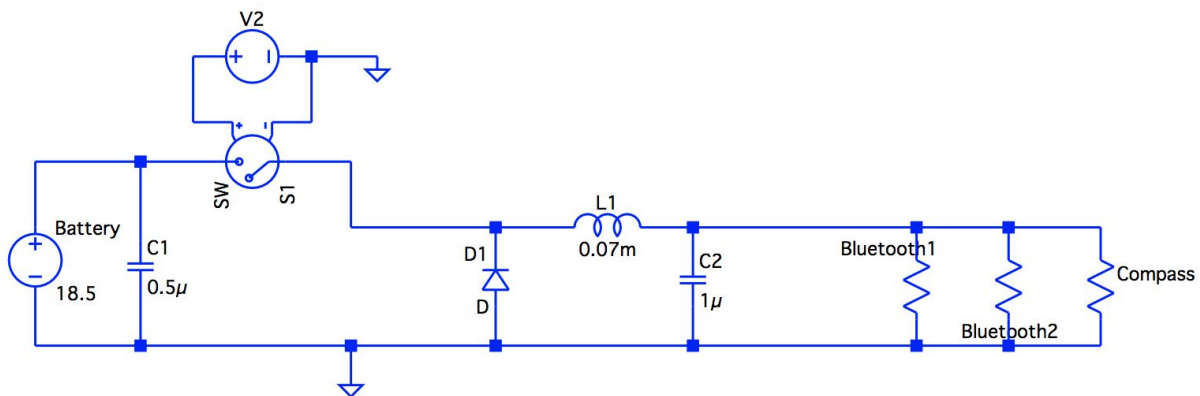 V2
SW
S1
Battery
18.5
C1
0.5µ
D1
D
L1
0.07m
C2
1µ
Bluetooth1
Bluetooth2
Compass